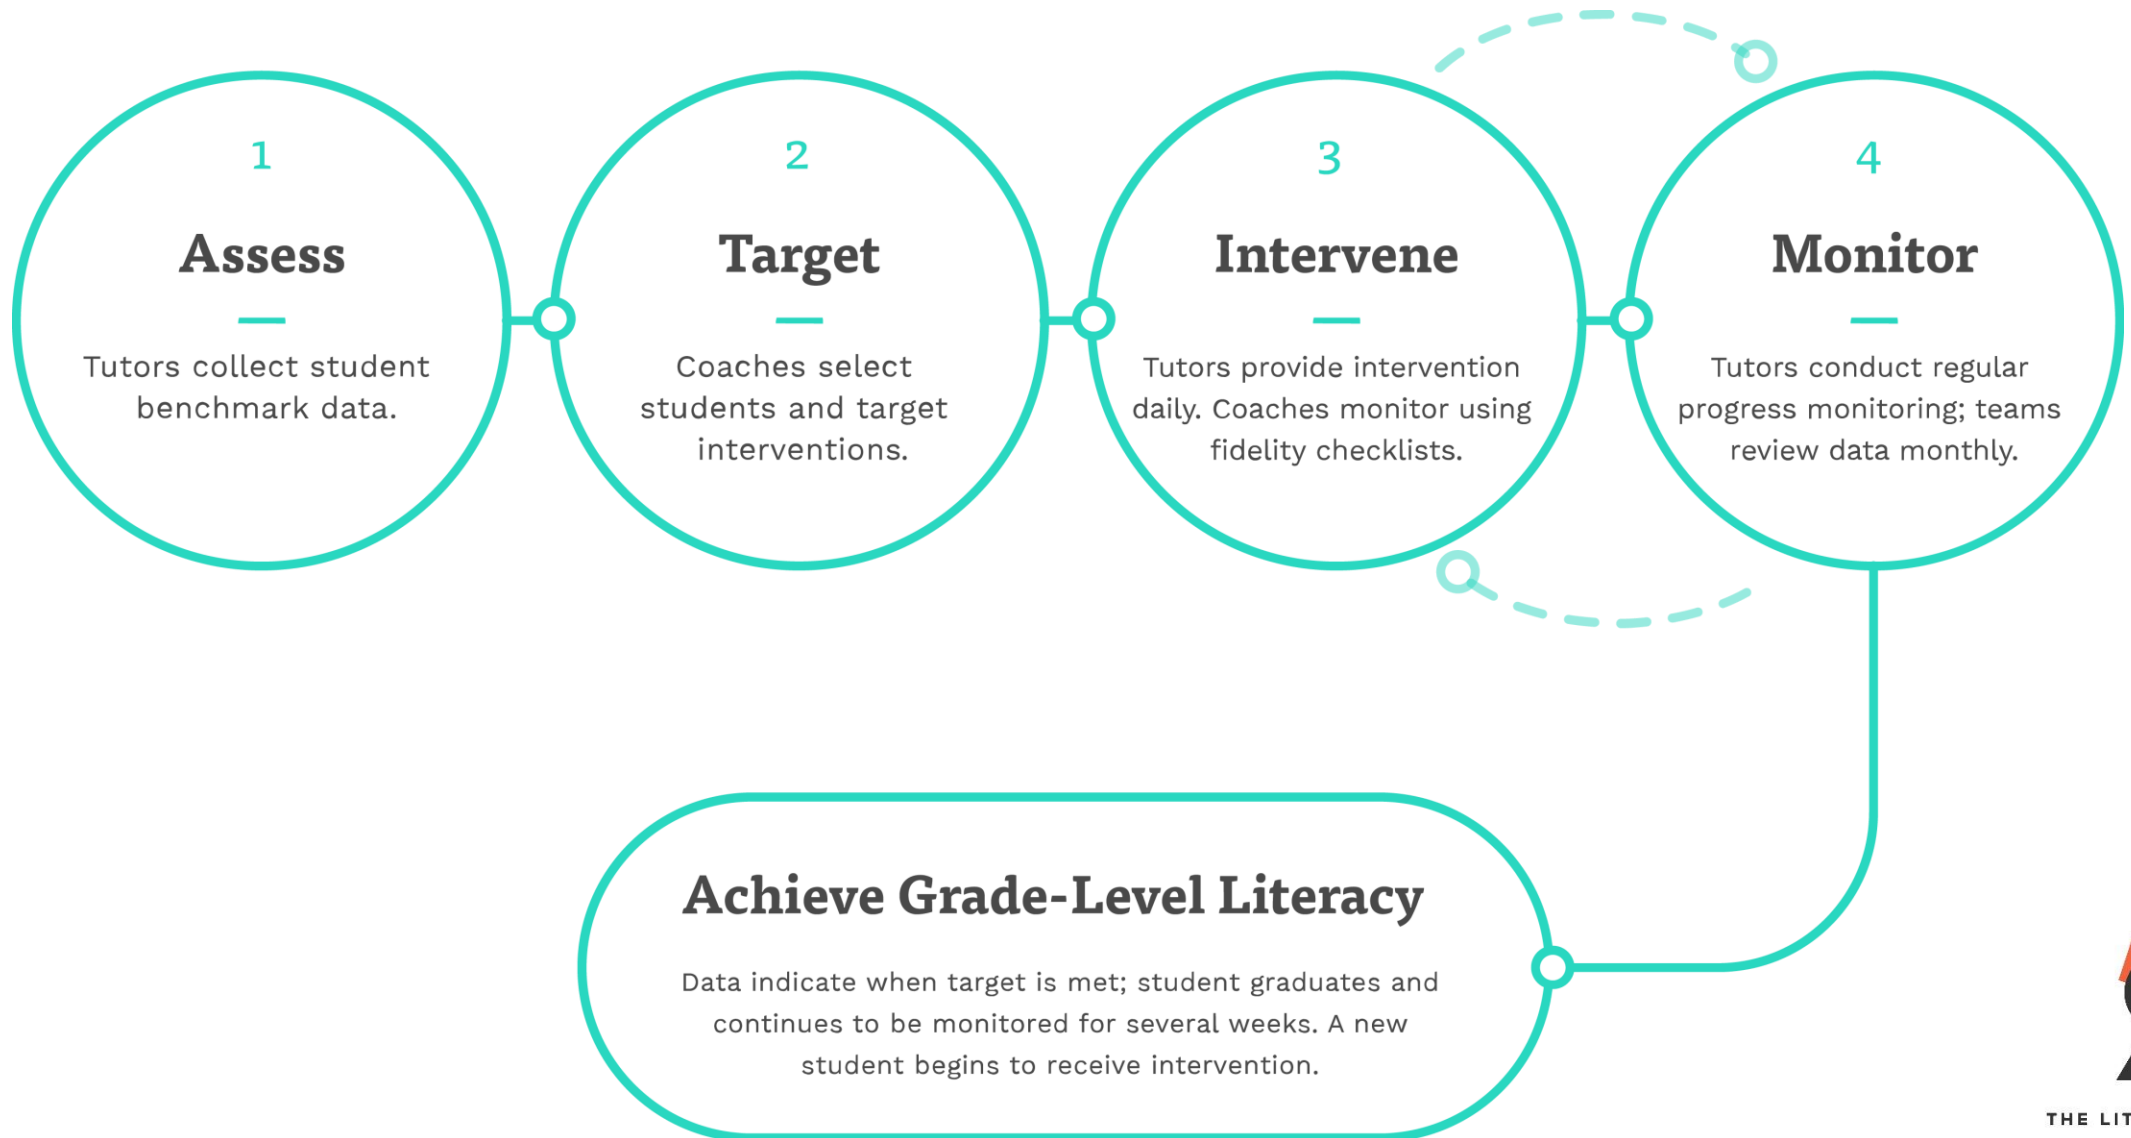 1
Assess
Tutors collect student
benchmark data.
2
Target
Coaches select
students and target
interventions.
3
Intervene
Tutors provide intervention
daily. Coaches monitor using
fidelity checklists.
4
Monitor
Tutors conduct regular
progress monitoring; teams
review data monthly.
Achieve Grade-Level Literacy
Data indicate when target is met; student graduates and
continues to be monitored for several weeks. A new
student begins to receive intervention.
THE LIT